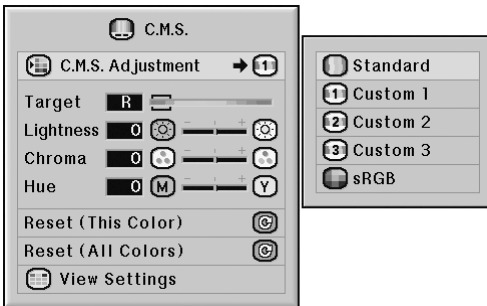 C.M.S.
C.M.S. Adjustment 1
Target R
Lightness 0
Chroma 0
Hue 0 M Y
Reset (This Color)
Reset (All Colors)
View Settings
Standard
1 Custom 1
2 Custom 2
3 Custom 3
sRGB